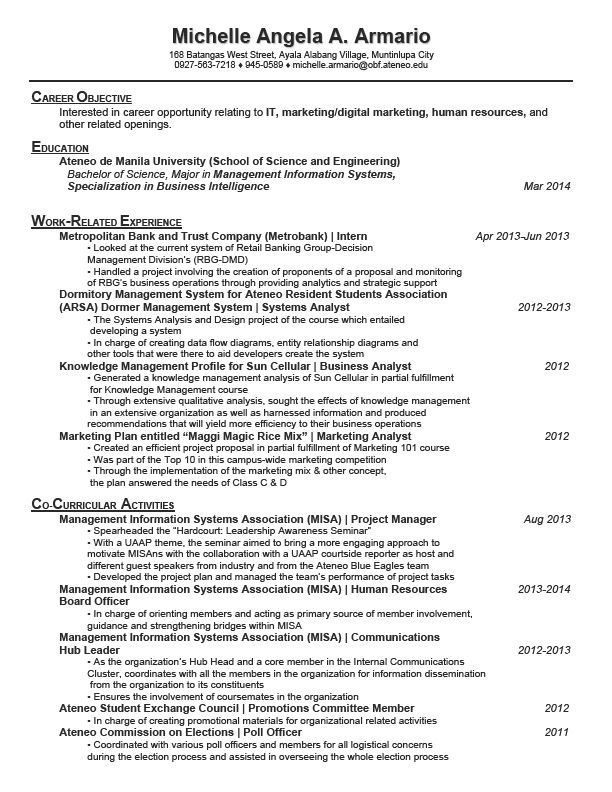 Michelle Angela A. Armario
168 Batangas West Street, Ayala Alabang Village, Muntinlupa City
0927-563-7218 ♦ 945-0589 ♦ michelle.armario@obf.ateneo.edu
CAREER OBJECTIVE
Interested in career opportunity relating to IT, marketing/digital marketing, human resources, and
other related openings.
EDUCATION
Ateneo de Manila University (School of Science and Engineering)
Bachelor of Science, Major in Management Information Systems,
Specialization in Business Intelligence Mar 2014
WORK-RELATED EXPERIENCE
Metropolitan Bank and Trust Company (Metrobank) | Intern Apr 2013-Jun 2013
• Looked at the current system of Retail Banking Group-Decision
Management Division's (RBG-DMD)
• Handled a project involving the creation of proponents of a proposal and monitoring
of RBG's business operations through providing analytics and strategic support
Dormitory Management System for Ateneo Resident Students Association
(ARSA) Dormer Management System | Systems Analyst 2012-2013
• The Systems Analysis and Design project of the course which entailed
developing a system
• In charge of creating data flow diagrams, entity relationship diagrams and
other tools that were there to aid developers create the system
Knowledge Management Profile for Sun Cellular | Business Analyst 2012
• Generated a knowledge management analysis of Sun Cellular in partial fulfillment
for Knowledge Management course
• Through extensive qualitative analysis, sought the effects of knowledge management
in an extensive organization as well as harnessed information and produced
recommendations that will yield more efficiency to their business operations
Marketing Plan entitled “Maggi Magic Rice Mix” | Marketing Analyst 2012
• Created an efficient project proposal in partial fulfillment of Marketing 101 course
• Was part of the Top 10 in this campus-wide marketing competition
• Through the implementation of the marketing mix & other concept,
the plan answered the needs of Class C & D
CO-CURRICULAR ACTIVITIES
Management Information Systems Association (MISA) | Project Manager Aug 2013
• Spearheaded the “Hardcourt: Leadership Awareness Seminar”
• With a UAAP theme, the seminar aimed to bring a more engaging approach to
motivate MISAns with the collaboration with a UAAP courtside reporter as host and
different guest speakers from industry and from the Ateneo Blue Eagles team
• Developed the project plan and managed the team's performance of project tasks
Management Information Systems Association (MISA) | Human Resources 2013-2014
Board Officer
• In charge of orienting members and acting as primary source of member involvement,
guidance and strengthening bridges within MISA
Management Information Systems Association (MISA) | Communications
Hub Leader 2012-2013
• As the organization's Hub Head and a core member in the Internal Communications
Cluster, coordinates with all the members in the organization for information dissemination
from the organization to its constituents
• Ensures the involvement of coursemates in the organization
Ateneo Student Exchange Council | Promotions Committee Member 2012
• In charge of creating promotional materials for organizational related activities
Ateneo Commission on Elections | Poll Officer 2011
• Coordinated with various poll officers and members for all logistical concerns
during the election process and assisted in overseeing the whole election process